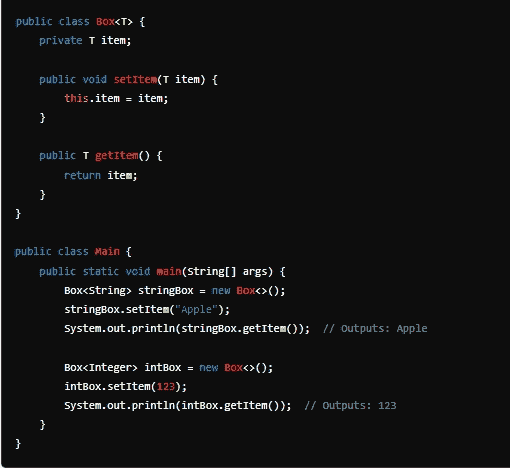 public class Box<T> {
    private T item;

    public void setItem(T item) {
        this.item = item;
    }

    public T getItem() {
        return item;
    }
}

public class Main {
    public static void main(String[] args) {
        Box<String> stringBox = new Box<>();
        stringBox.setItem("Apple");
        System.out.println(stringBox.getItem());  // Outputs: Apple

        Box<Integer> intBox = new Box<>();
        intBox.setItem(123);
        System.out.println(intBox.getItem());  // Outputs: 123
    }
}